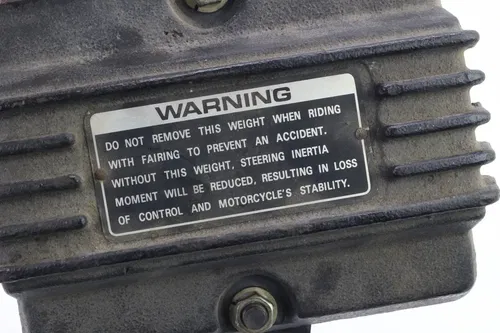 WARNING
DO NOT REMOVE THIS WEIGHT WHEN RIDING
WITH FAIRING TO PREVENT AN ACCIDENT.
WITHOUT THIS WEIGHT, STEERING INERTIA
MOMENT WILL BE REDUCED, RESULTING IN LOSS
OF CONTROL AND MOTORCYCLE'S STABILITY.